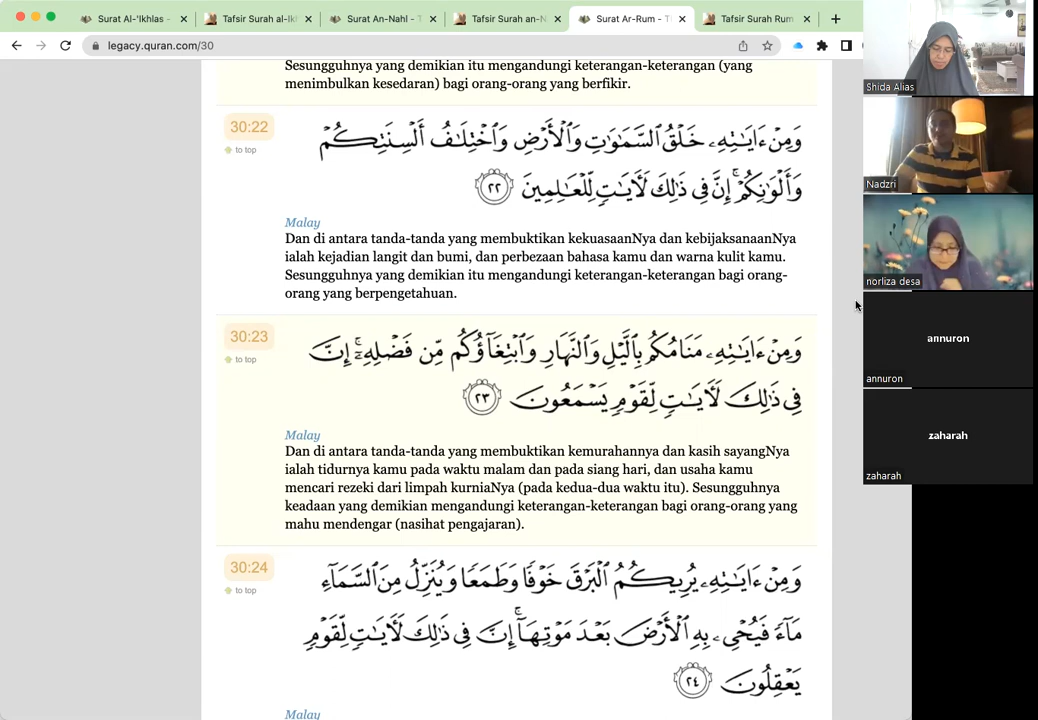 Surat Al-'Ikhlas -
Tafsir Surah al-Ikh
Surat An-Nahl - T
Tafsir Surah an-N
Surat Ar-Rum - T
Tafsir Surah Rum
legacy.quran.com/30
Sesungguhnya yang demikian itu mengandungi keterangan-keterangan (yang
menimbulkan kesedaran) bagi orang-orang yang berfikir.
30:22
to top
وَمِنْ ءَايَٰتِهِۦ خَلْقُ ٱلسَّمَٰوَٰتِ وَٱلْأَرْضِ وَٱخْتِلَٰفُ أَلْسِنَتِكُمْ
وَأَلْوَٰنِكُمْ ۚ إِنَّ فِى ذَٰلِكَ لَءَايَٰتٍ لِّلْعَٰلِمِينَ ٢٢
Malay
Dan di antara tanda-tanda yang membuktikan kekuasaanNya dan kebijaksanaanNya
ialah kejadian langit dan bumi, dan perbezaan bahasa kamu dan warna kulit kamu.
Sesungguhnya yang demikian itu mengandungi keterangan-keterangan bagi orang-
orang yang berpengetahuan.
30:23
to top
وَمِنْ ءَايَٰتِهِۦ مَنَامُكُم بِٱلَّيْلِ وَٱلنَّهَارِ وَٱبْتِغَآؤُكُم مِّن فَضْلِهِۦٓ ۚ إِنَّ
فِى ذَٰلِكَ لَءَايَٰتٍ لِّقَوْمٍ يَسْمَعُونَ ٢٣
Malay
Dan di antara tanda-tanda yang membuktikan kemurahannya dan kasih sayangNya
ialah tidurnya kamu pada waktu malam dan pada siang hari, dan usaha kamu
mencari rezeki dari limpah kurniaNya (pada kedua-dua waktu itu). Sesungguhnya
keadaan yang demikian mengandungi keterangan-keterangan bagi orang-orang yang
mahu mendengar (nasihat pengajaran).
30:24
to top
وَمِنْ ءَايَٰتِهِۦ يُرِيكُمُ ٱلْبَرْقَ خَوْفًا وَطَمَعًا وَيُنَزِّلُ مِنَ ٱلسَّمَآءِ
مَآءً فَيُحْىِۦ بِهِ ٱلْأَرْضَ بَعْدَ مَوْتِهَآ ۚ إِنَّ فِى ذَٰلِكَ لَءَايَٰتٍ لِّقَوْمٍ
يَعْقِلُونَ ٢٤
Malay
Shida Alias
Nadzri
norliza desa
annuron
annuron
zaharah
zaharah